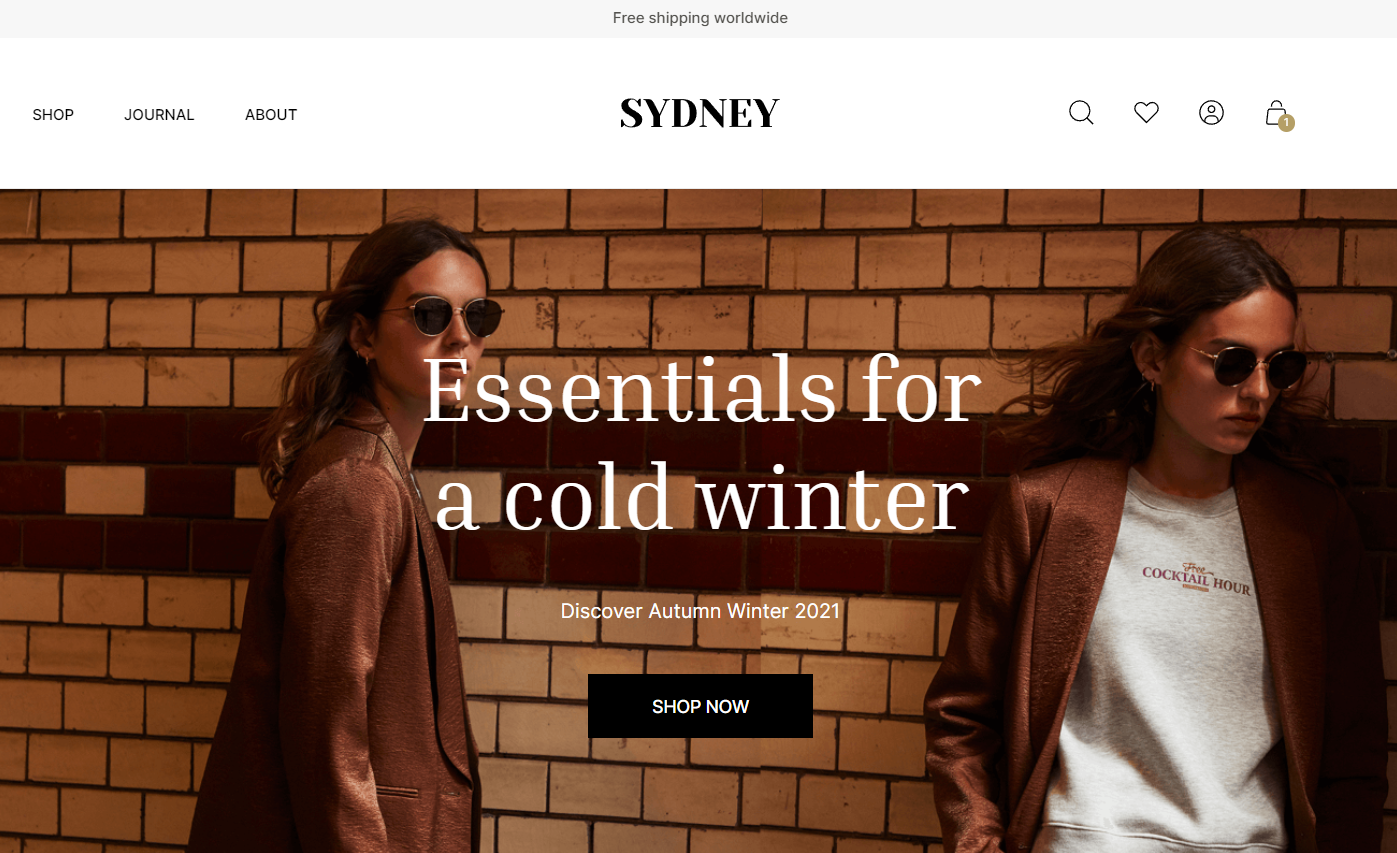 Free shipping worldwide
SHOP
JOURNAL
ABOUT
SYDNEY
1
Essentials for
a cold winter
Free
COCKTAIL HOUR
Discover Autumn Winter 2021
SHOP NOW